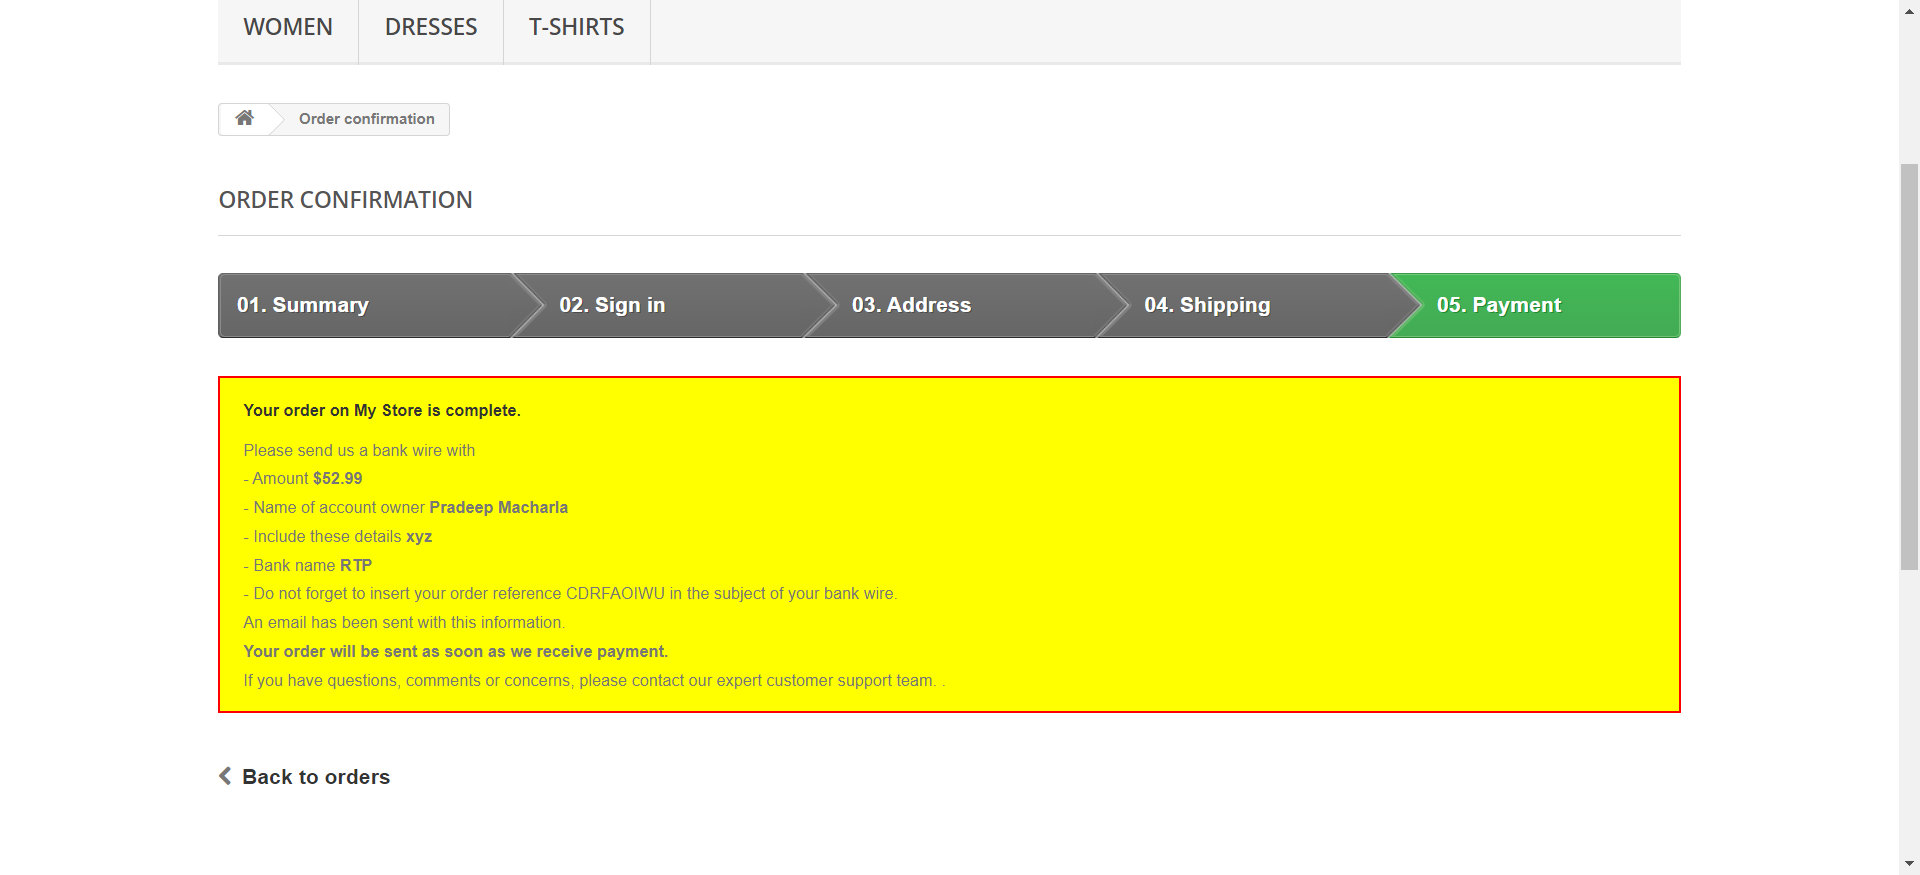 WOMEN DRESSES T-SHIRTS
Order confirmation
ORDER CONFIRMATION
01. Summary 02. Sign in 03. Address 04. Shipping 05. Payment
Your order on My Store is complete.
Please send us a bank wire with
- Amount $52.99
- Name of account owner Pradeep Macharla
- Include these details xyz
- Bank name RTP
- Do not forget to insert your order reference CDRFAOIWU in the subject of your bank wire.
An email has been sent with this information.
Your order will be sent as soon as we receive payment.
If you have questions, comments or concerns, please contact our expert customer support team. .
Back to orders